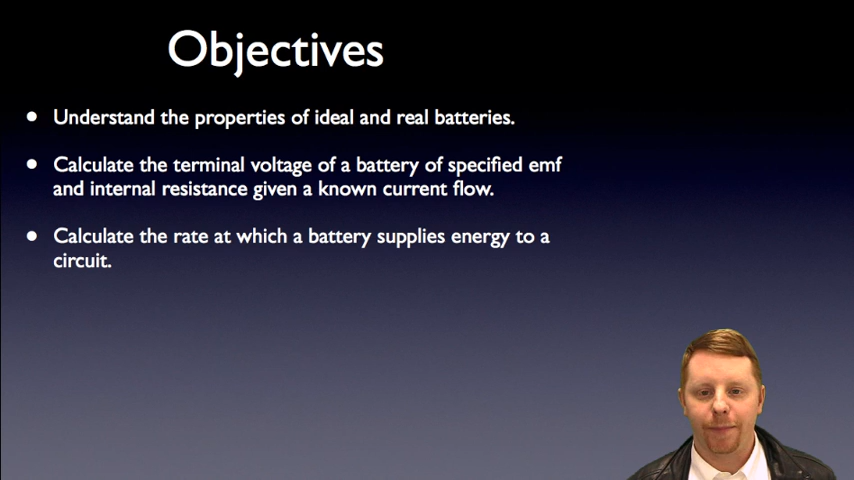 Objectives
• Understand the properties of ideal and real batteries.
• Calculate the terminal voltage of a battery of specified emf
and internal resistance given a known current flow.
• Calculate the rate at which a battery supplies energy to a
circuit.